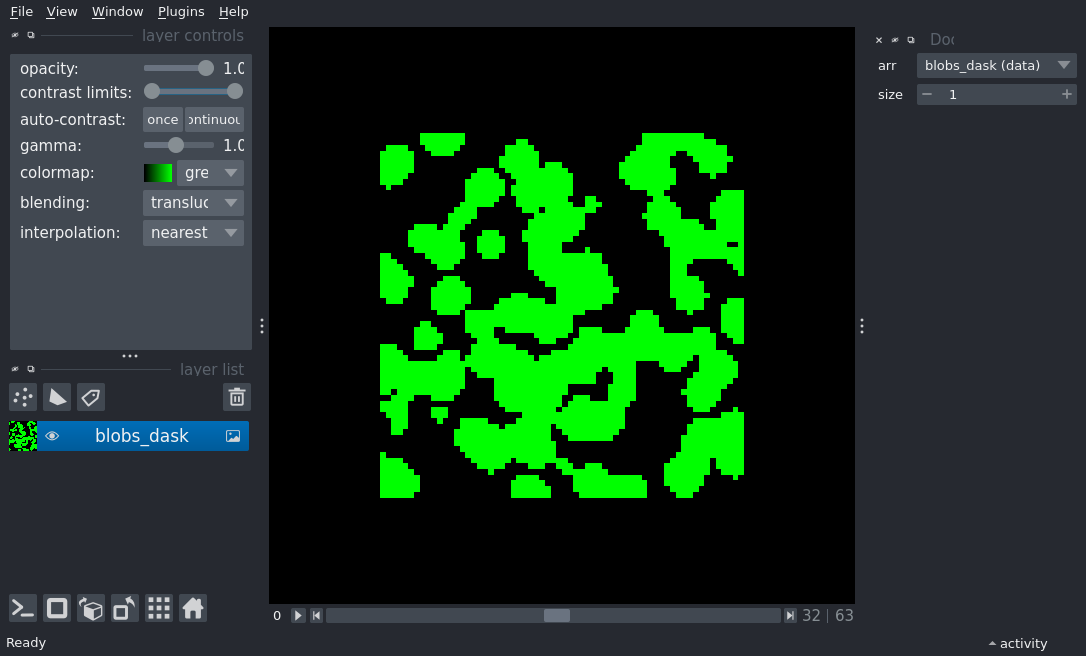 File View Window Plugins Help
layer controls
opacity: 1.0
contrast limits:
auto-contrast: once ontinuou
gamma: 1.0
colormap: gre
blending: transluc
interpolation: nearest
layer list
blobs_dask
0 32 | 63
Ready
Doc
arr blobs_dask (data)
size 1
activity